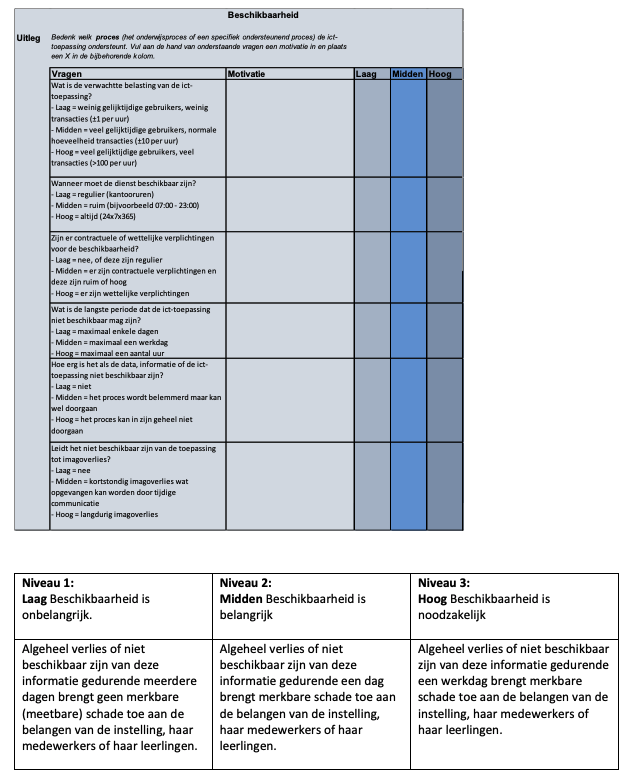 Beschikbaarheid
Uitleg
Bedenk welk proces (het onderwijsproces of een specifiek ondersteunend proces) de ict-
toepassing ondersteunt. Vul aan de hand van onderstaande vragen een motivatie in en plaats
een X in de bijbehorende kolom.
Vragen Motivatie Laag Midden Hoog
Wat is de verwachtte belasting van de ict-
toepassing?
- Laag = weinig gelijktijdige gebruikers, weinig
transacties (±1 per uur)
- Midden = veel gelijktijdige gebruikers, normale
hoeveelheid transacties (±10 per uur)
- Hoog = veel gelijktijdige gebruikers, veel
transacties (>100 per uur)
Wanneer moet de dienst beschikbaar zijn?
- Laag = regulier (kantooruren)
- Midden = ruim (bijvoorbeeld 07:00 - 23:00)
- Hoog = altijd (24x7x365)
Zijn er contractuele of wettelijke verplichtingen
voor de beschikbaarheid?
- Laag = nee, of deze zijn regulier
- Midden = er zijn contractuele verplichtingen en
deze zijn ruim of hoog
- Hoog = er zijn wettelijke verplichtingen
Wat is de langste periode dat de ict-toepassing
niet beschikbaar mag zijn?
- Laag = maximaal enkele dagen
- Midden = maximaal een werkdag
- Hoog = maximaal een aantal uur
Hoe erg is het als de data, informatie of de ict-
toepassing niet beschikbaar zijn?
- Laag = niet
- Midden = het proces wordt belemmerd maar kan
wel doorgaan
- Hoog = het proces kan in zijn geheel niet
doorgaan
Leidt het niet beschikbaar zijn van de toepassing
tot imagoverlies?
- Laag = nee
- Midden = kortstondig imagoverlies wat
opgevangen kan worden door tijdige
communicatie
- Hoog = langdurig imagoverlies
Niveau 1:
Laag Beschikbaarheid is
onbelangrijk.
Niveau 2:
Midden Beschikbaarheid is
belangrijk
Niveau 3:
Hoog Beschikbaarheid is
noodzakelijk
Algeheel verlies of niet
beschikbaar zijn van deze
informatie gedurende meerdere
dagen brengt geen merkbare
(meetbare) schade toe aan de
belangen van de instelling, haar
medewerkers of haar leerlingen.
Algeheel verlies of niet
beschikbaar zijn van deze
informatie gedurende een dag
brengt merkbare schade toe aan
de belangen van de instelling,
haar medewerkers of haar
leerlingen.
Algeheel verlies of niet beschikbaar
zijn van deze informatie gedurende
een werkdag brengt merkbare
schade toe aan de belangen van de
instelling, haar medewerkers of
haar leerlingen.